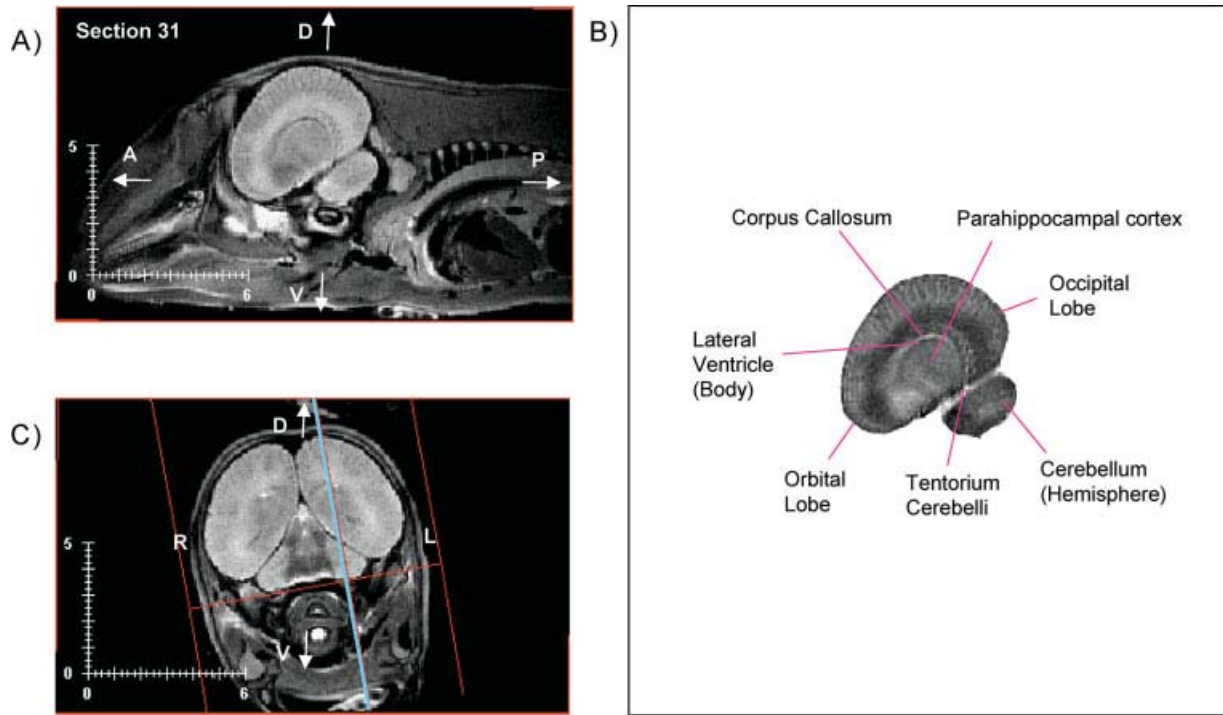 A)
Section 31
D
5
A
P
0
0
6
V
B)
Corpus Callosum
Parahippocampal cortex
Occipital
Lobe
Lateral
Ventricle
(Body)
Orbital
Lobe
Tentorium
Cerebelli
Cerebellum
(Hemisphere)
C)
D
R
L
5
V
0
0
6